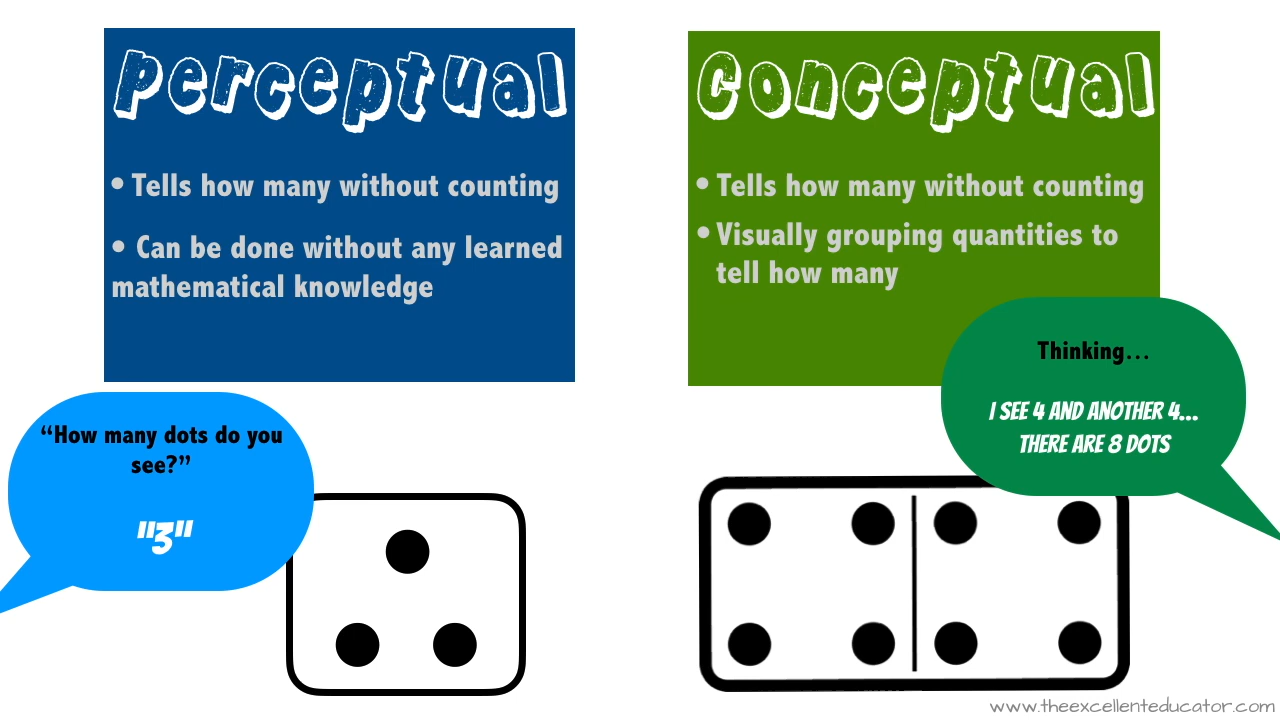 Perceptual
• Tells how many without counting
• Can be done without any learned
mathematical knowledge
Conceptual
• Tells how many without counting
• Visually grouping quantities to
tell how many
“How many dots do you
see?”
"3"
Thinking...
I SEE 4 AND ANOTHER 4...
THERE ARE 8 DOTS
www.theexcellenteducator.com